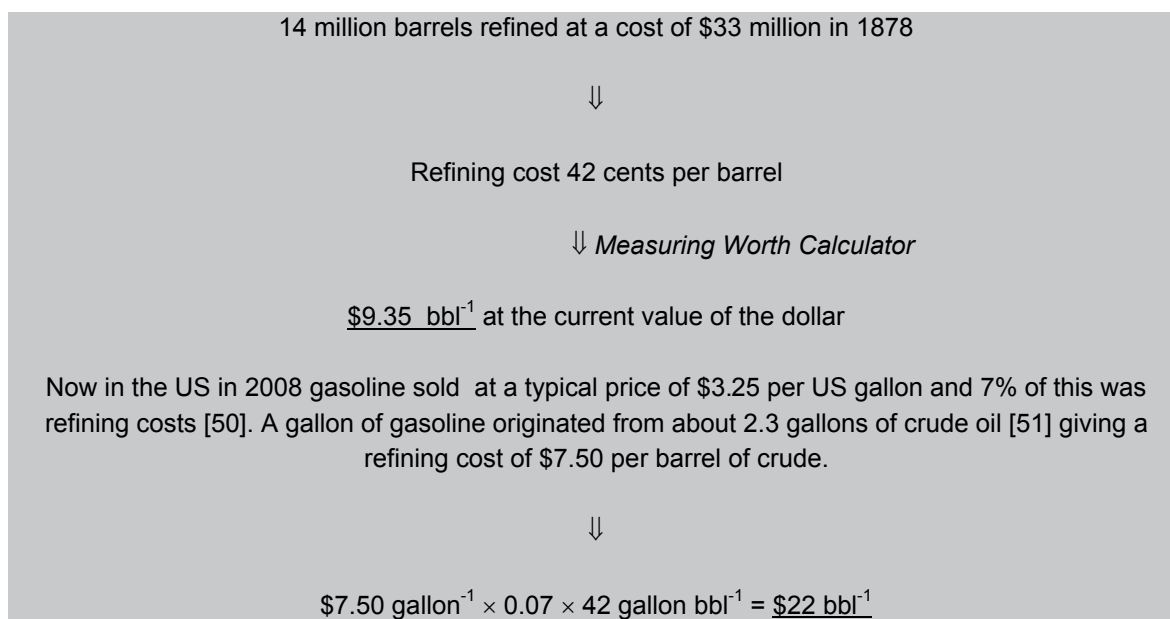 14 million barrels refined at a cost of $33 million in 1878
⇓
Refining cost 42 cents per barrel
⇓ Measuring Worth Calculator
$9.35 bbl⁻¹ at the current value of the dollar
Now in the US in 2008 gasoline sold at a typical price of $3.25 per US gallon and 7% of this was
refining costs [50]. A gallon of gasoline originated from about 2.3 gallons of crude oil [51] giving a
refining cost of $7.50 per barrel of crude.
⇓
$7.50 gallon⁻¹ × 0.07 × 42 gallon bbl⁻¹ = $22 bbl⁻¹